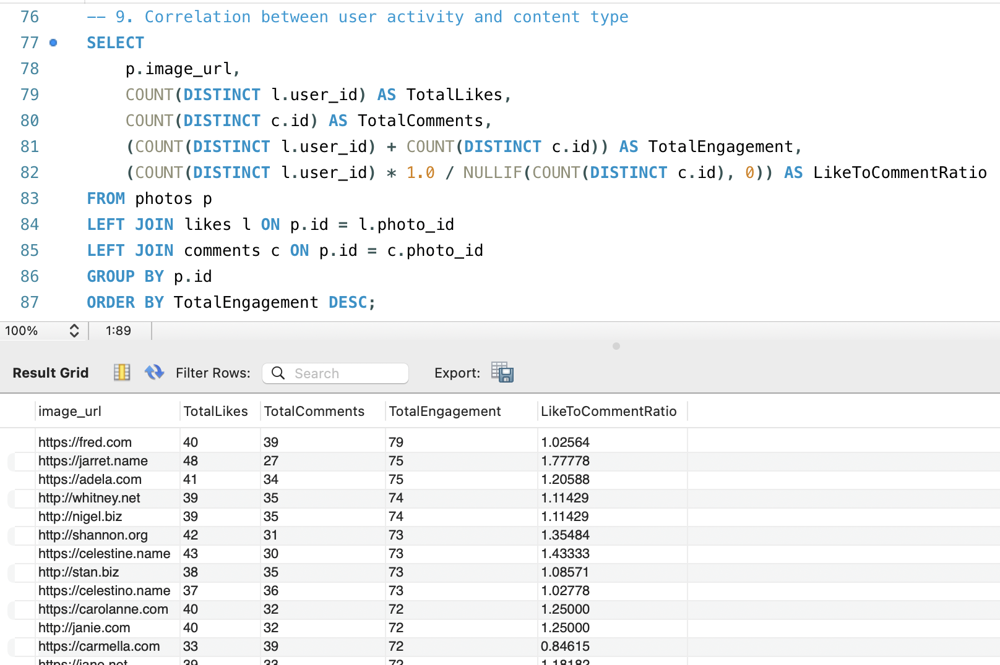 76 -- 9. Correlation between user activity and content type
77 SELECT
78 p.image_url,
79 COUNT(DISTINCT l.user_id) AS TotalLikes,
80 COUNT(DISTINCT c.id) AS TotalComments,
81 (COUNT(DISTINCT l.user_id) + COUNT(DISTINCT c.id)) AS TotalEngagement,
82 (COUNT(DISTINCT l.user_id) * 1.0 / NULLIF(COUNT(DISTINCT c.id), 0)) AS LikeToCommentRatio
83 FROM photos p
84 LEFT JOIN likes l ON p.id = l.photo_id
85 LEFT JOIN comments c ON p.id = c.photo_id
86 GROUP BY p.id
87 ORDER BY TotalEngagement DESC;
100% 1:89
Result Grid Filter Rows: Search Export:
image_url TotalLikes TotalComments TotalEngagement LikeToCommentRatio
https://fred.com 40 39 79 1.02564
https://jarret.name 48 27 75 1.77778
https://adela.com 41 34 75 1.20588
http://whitney.net 39 35 74 1.11429
http://nigel.biz 39 35 74 1.11429
http://shannon.org 42 31 73 1.35484
https://celestine.name 43 30 73 1.43333
http://stan.biz 38 35 73 1.08571
https://celestino.name 37 36 73 1.02778
https://carolanne.com 40 32 72 1.25000
http://janie.com 40 32 72 1.25000
https://carmella.com 33 39 72 0.84615
https://jane.net 39 33 72 1.18182